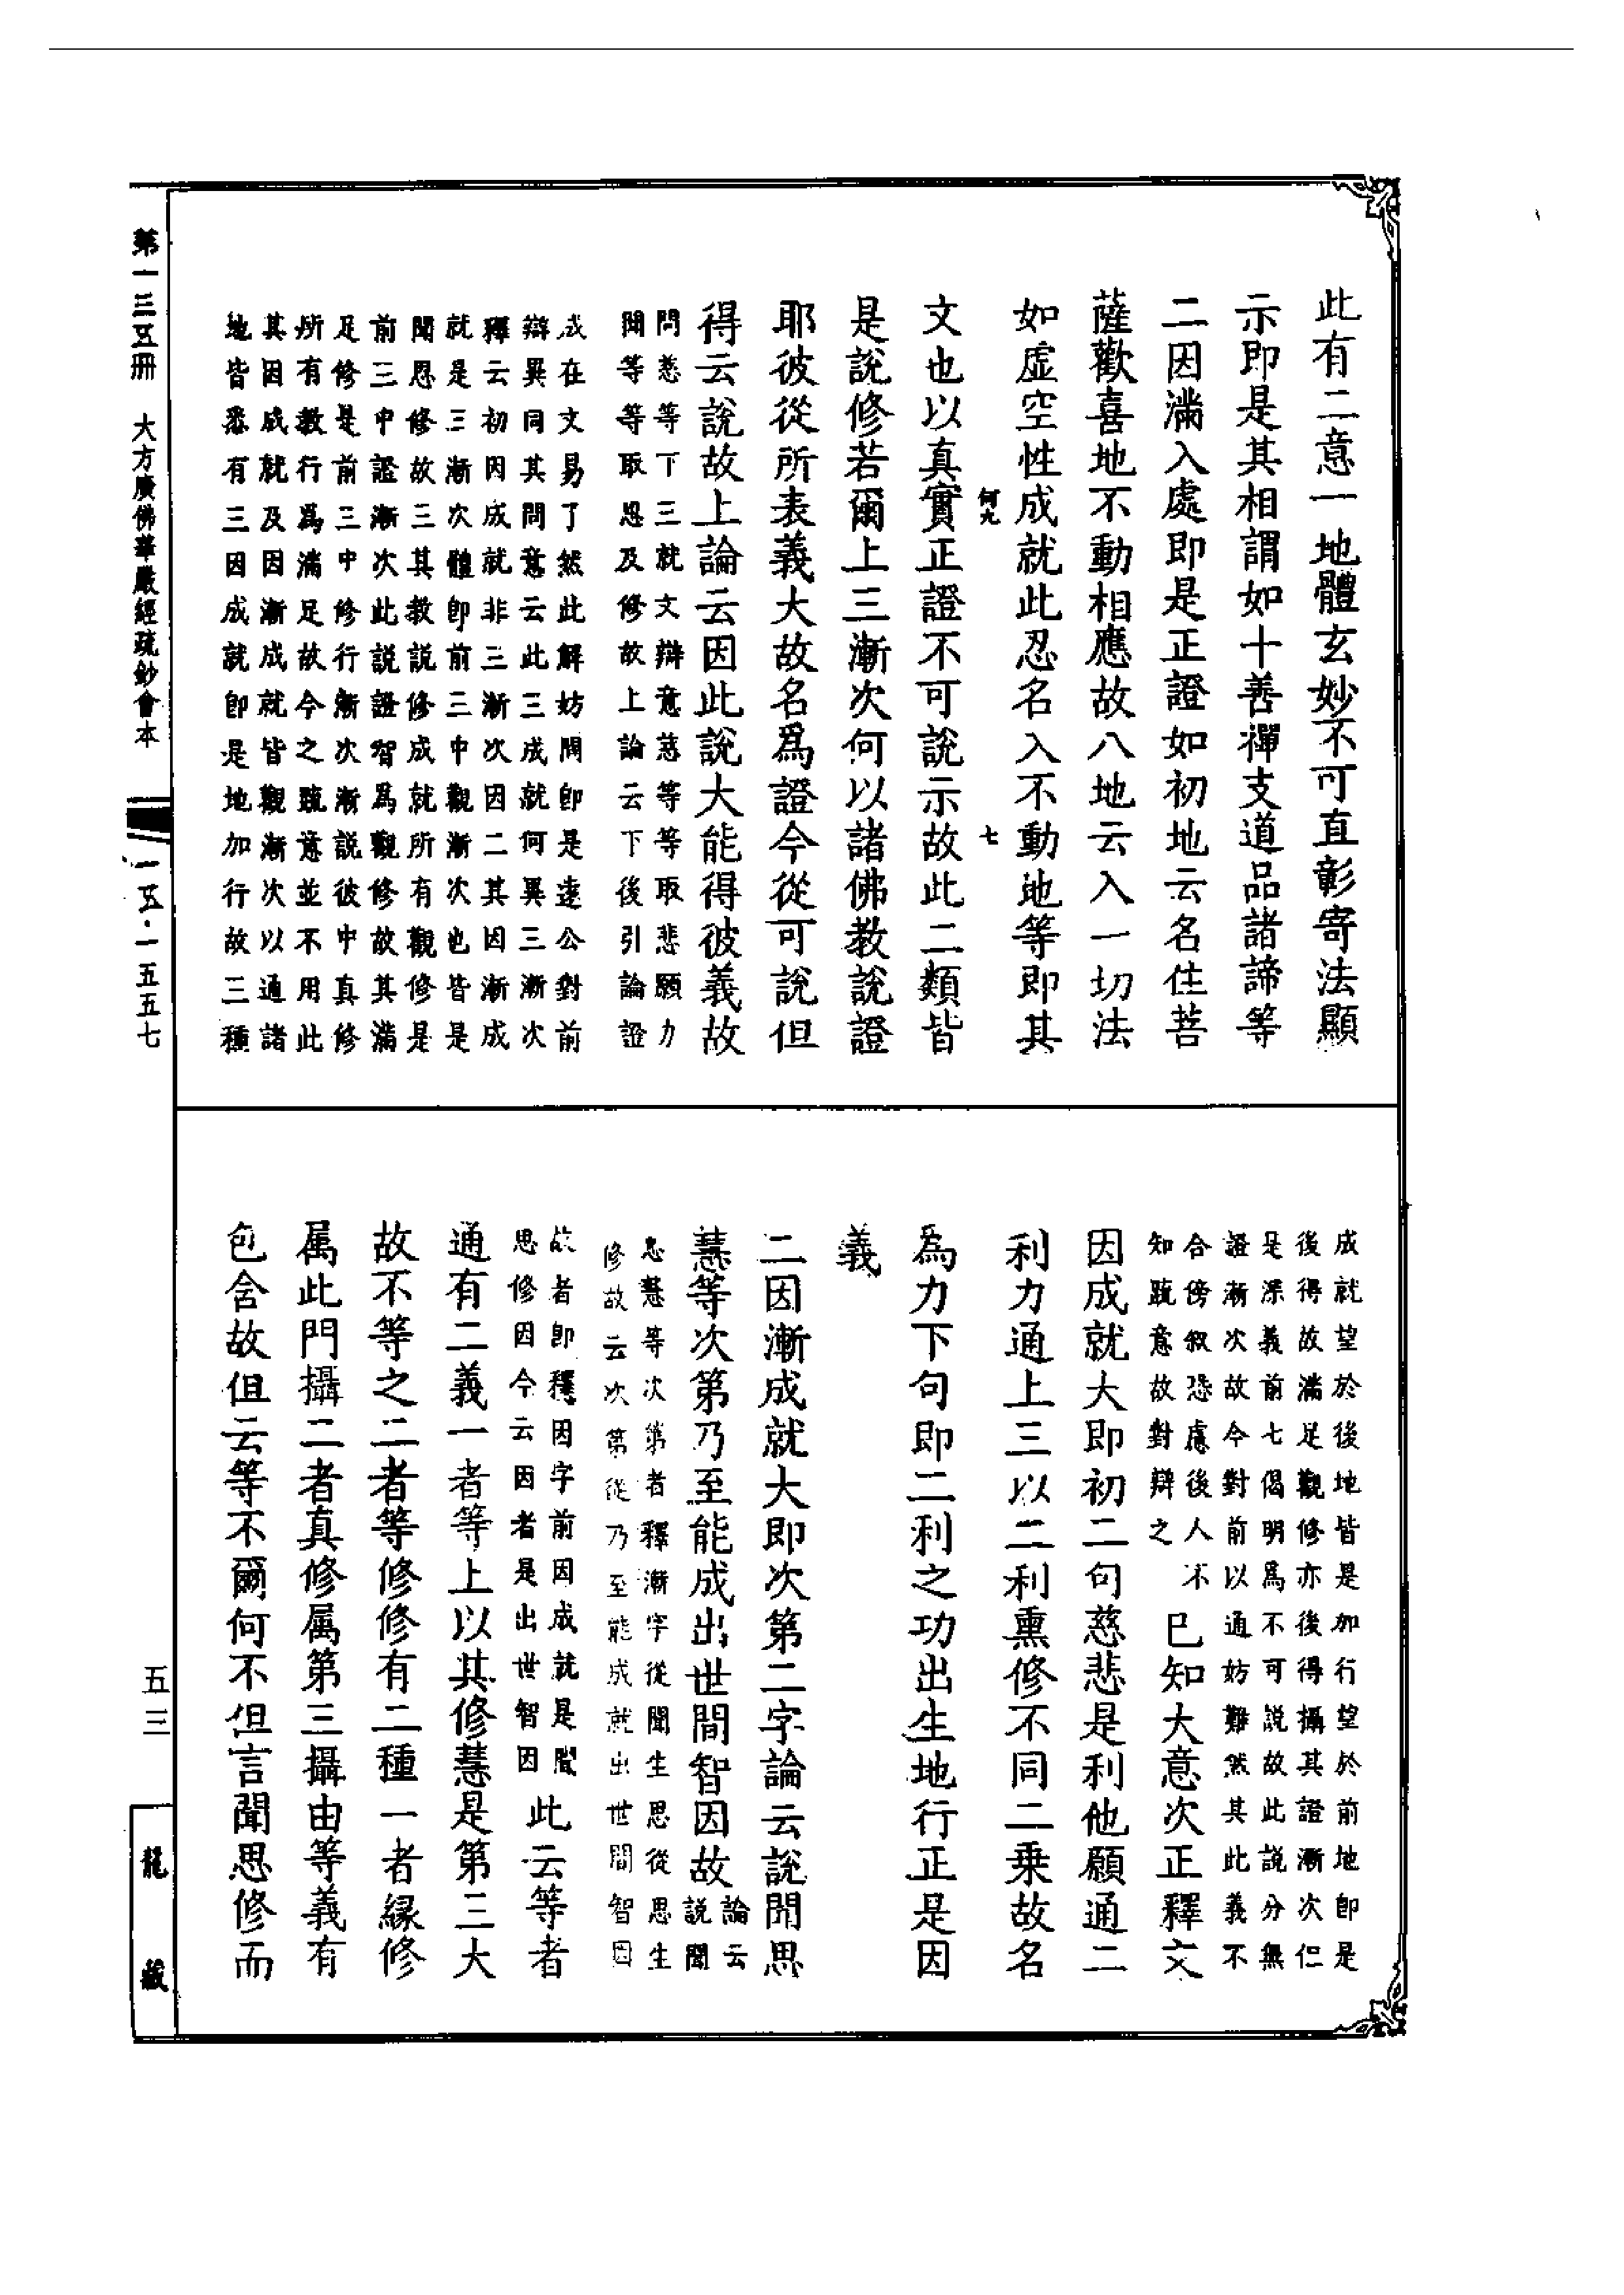 此有二意一地體玄妙不可直彰寄法顯
示即是其相謂如十善禪支道品諸諦等
二因滿入處即是正證如初地云名住菩
薩歡喜地不動相應故八地云入一切法
如虛空性成就此忍名入不動地等即其
何九
七
文也以真實正證不可說示故此二類皆
是說修若爾上三漸次何以諸佛教說證
耶彼從所表義大故名爲證今從可說但
得云說故上論云因此說大能得彼義故
問慈等下三就文辯意慈等等取悲願力
聞等等取思及修故上論云下後引論證
成在文易了然此解妨問即是遠公對前
辯異同其問意云此三成就何異三漸次
釋云初因成就非三漸次因二其因漸成
就是三漸次體即前三中觀漸次也皆是
聞思修故三其教說修成就所有觀修是
前三中證漸次此說證智爲觀修故其滿
足修是前三中修行漸次漸說彼中真修
所有教行爲滿足故今之疏意並不用此
其因成就及因漸成就皆觀漸次以通諸
地皆悉有三因成就即是地加行故三種
成就望於後地皆是加行望於前地即是
後得故滿足觀修亦後得攝其證漸次但
是深義前七偈明爲不可說故此說分無
證漸次故今對前以通妨難然其此義不
合傍叙恐慮後人不
知疏意故對辯之
巳知大意次正釋文
因成就大即初二句慈悲是利他願通二
利力通上三以二利熏修不同二乘故名
為力下句即二利之功出生地行正是因
義
二因漸成就大即次第二字論云說聞思
慧等次第乃至能成出世間智因故
論云
說聞
思慧等次第者釋漸字從聞生思從思生
修故云次第從乃至能成就出世間智因
故者即釋因字前因成就是聞
思修因今云因者是出世智因
此云等者
通有二義一者等上以其修慧是第三大
故不等之二者等修修有二種一者緣修
屬此門攝二者真修屬第三攝由等義有
包含故但云等不爾何不但言聞思修而
第一三五册　大方廣佛華嚴經疏鈔會本
一五·一五五七
五三
龍藏